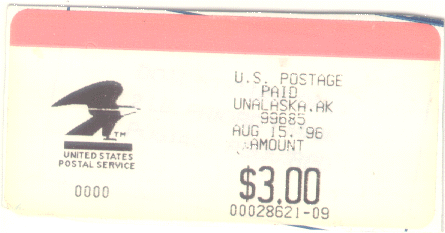 U.S. POSTAGE
PAID
UNALASKA,AK
99685
AUG 15.'96
AMOUNT
$3.00
00028621-09
TM
UNITED STATES
POSTAL SERVICE
0000